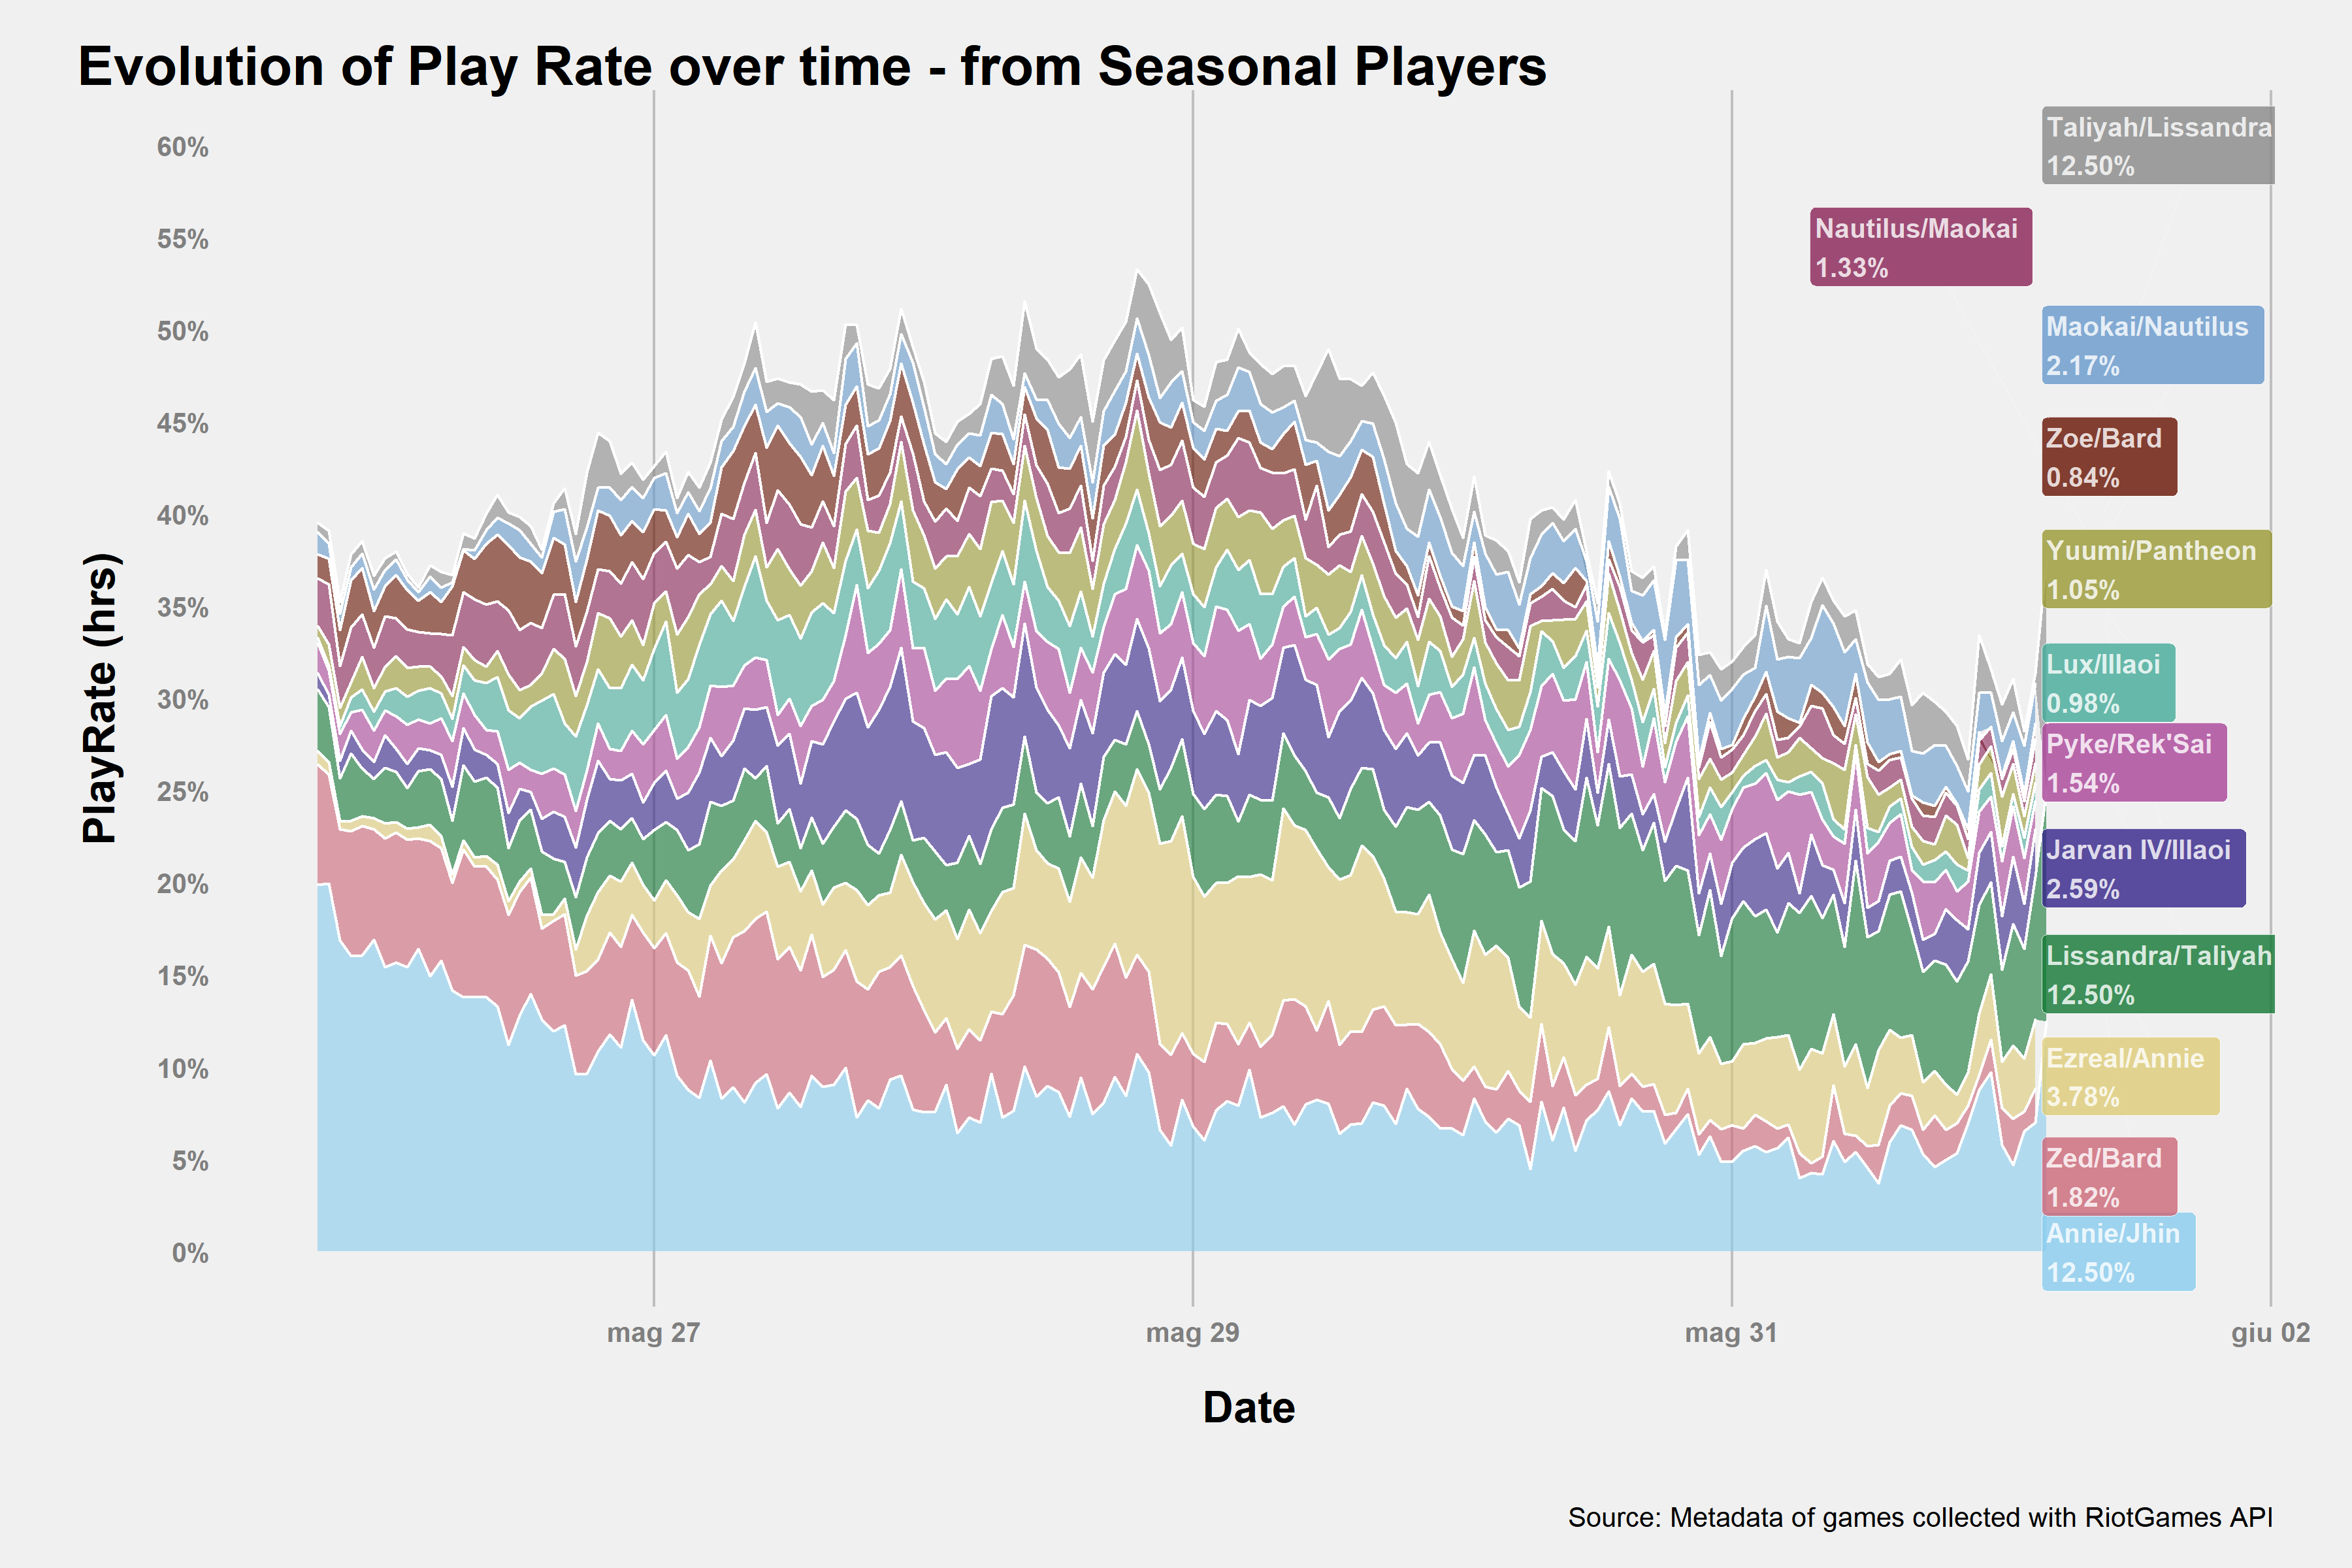 Evolution of Play Rate over time - from Seasonal Players
PlayRate (hrs)
60%
55%
50%
45%
40%
35%
30%
25%
20%
15%
10%
5%
0%
Taliyah/Lissandra
12.50%
Nautilus/Maokai
1.33%
Maokai/Nautilus
2.17%
Zoe/Bard
0.84%
Yuumi/Pantheon
1.05%
Lux/Illaoi
0.98%
Pyke/Rek'Sai
1.54%
Jarvan IV/Illaoi
2.59%
Lissandra/Taliyah
12.50%
Ezreal/Annie
3.78%
Zed/Bard
1.82%
Annie/Jhin
12.50%
mag 27
mag 29
mag 31
giu 02
Date
Source: Metadata of games collected with RiotGames API